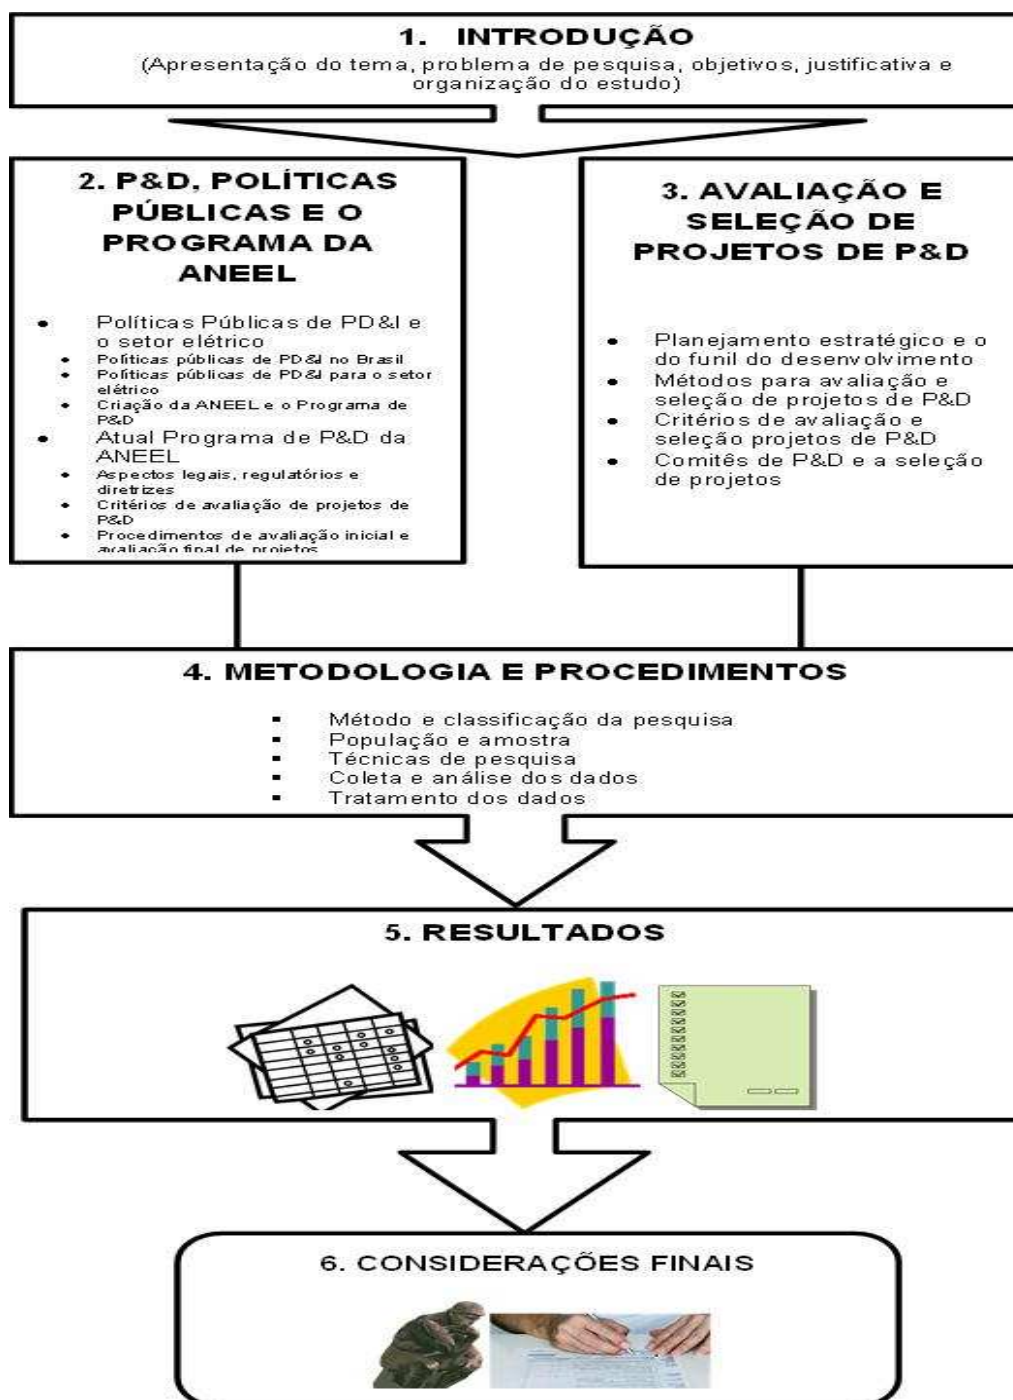 1. INTRODUÇÃO
(Apresentação do tema, problema de pesquisa, objetivos, justificativa e
organização do estudo)
2. P&D, POLÍTICAS
PÚBLICAS E O
PROGRAMA DA
ANEEL
• Políticas Públicas de PD&I e
o setor elétrico
• Políticas públicas de PD&I no Brasil
• Políticas públicas de PD&I para o setor
elétrico
• Criação da ANEEL e o Programa de
P&D
• Atual Programa de P&D da
ANEEL
• Aspectos legais, regulatórios e
diretrizes
• Critérios de avaliação de projetos de
P&D
• Procedimentos de avaliação inicial e
avaliação final de projetos
3. AVALIAÇÃO E
SELEÇÃO DE
PROJETOS DE P&D
• Planejamento estratégico e o
do funil do desenvolvimento
• Métodos para avaliação e
seleção de projetos de P&D
• Critérios de avaliação e
seleção projetos de P&D
• Comitês de P&D e a seleção
de projetos
4. METODOLOGIA E PROCEDIMENTOS
▪ Método e classificação da pesquisa
▪ População e amostra
▪ Técnicas de pesquisa
▪ Coleta e análise dos dados
▪ Tratamento dos dados
5. RESULTADOS
6. CONSIDERAÇÕES FINAIS